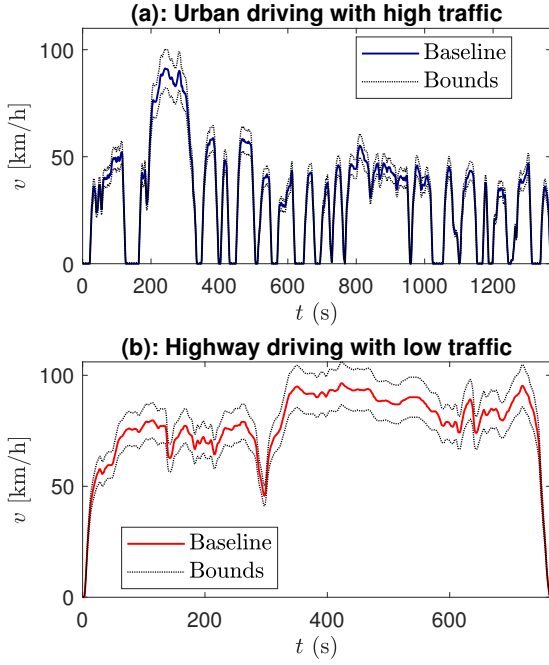 (a): Urban driving with high traffic
v [km/h]
100
50
0
Baseline
Bounds
0 200 400 600 800 1000 1200
t (s)
(b): Highway driving with low traffic
v [km/h]
100
50
0
Baseline
Bounds
0 200 400 600
t (s)